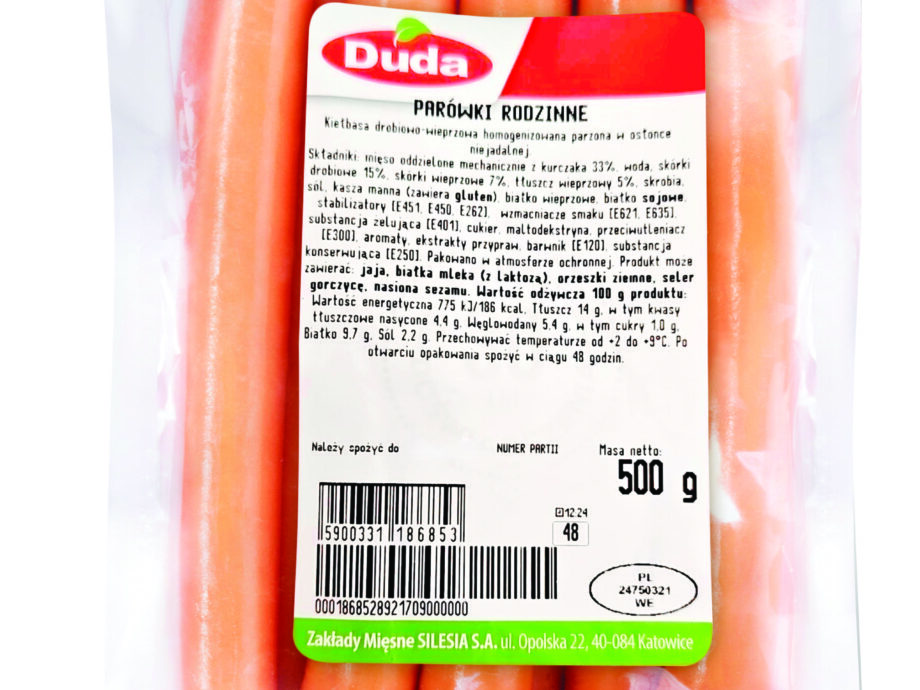 Duda
PARÓWKI RODZINNE
Kiełbasa drobiowo-wieprzowa homogenizowana parzona w osłonce
niejadalnej
Składniki: mięso oddzielone mechanicznie z kurczaka 33%, woda, skórki
drobiowe 15%, skórki wieprzowe 7%, tłuszcz wieprzowy 5%, skrobia,
sól, kasza manna (zawiera gluten), białko wieprzowe, białko sojowe,
stabilizatory [E451, E450, E262], wzmacniacze smaku [E621, E635],
substancja żelująca [E401], cukier, maltodekstryna, przeciwutleniacz
[E300], aromaty, ekstrakty przypraw, barwnik [E120], substancja
konserwująca [E250]. Pakowano w atmosferze ochronnej. Produkt może
zawierać: jaja, białka mleka (z laktozą), orzeszki ziemne, seler
gorczycę, nasiona sezamu. Wartość odżywcza 100 g produktu:
Wartość energetyczna 775 kJ/186 kcal, Tłuszcz 14 g, w tym kwasy
tłuszczowe nasycone 4,4 g, Węglowodany 5,4 g, w tym cukry 1,0 g,
Białko 9,7 g, Sól 2,2 g. Przechowywać temperaturze od +2 do +9°C. Po
otwarciu opakowania spożyć w ciągu 48 godzin.
Należy spożyć do NUMER PARTII Masa netto:
500 g
12.24
48
5900331 186853
PL
24750321
WE
0001868528921709000000
Zakłady Mięsne SILESIA S.A. ul. Opolska 22, 40-084 Katowice